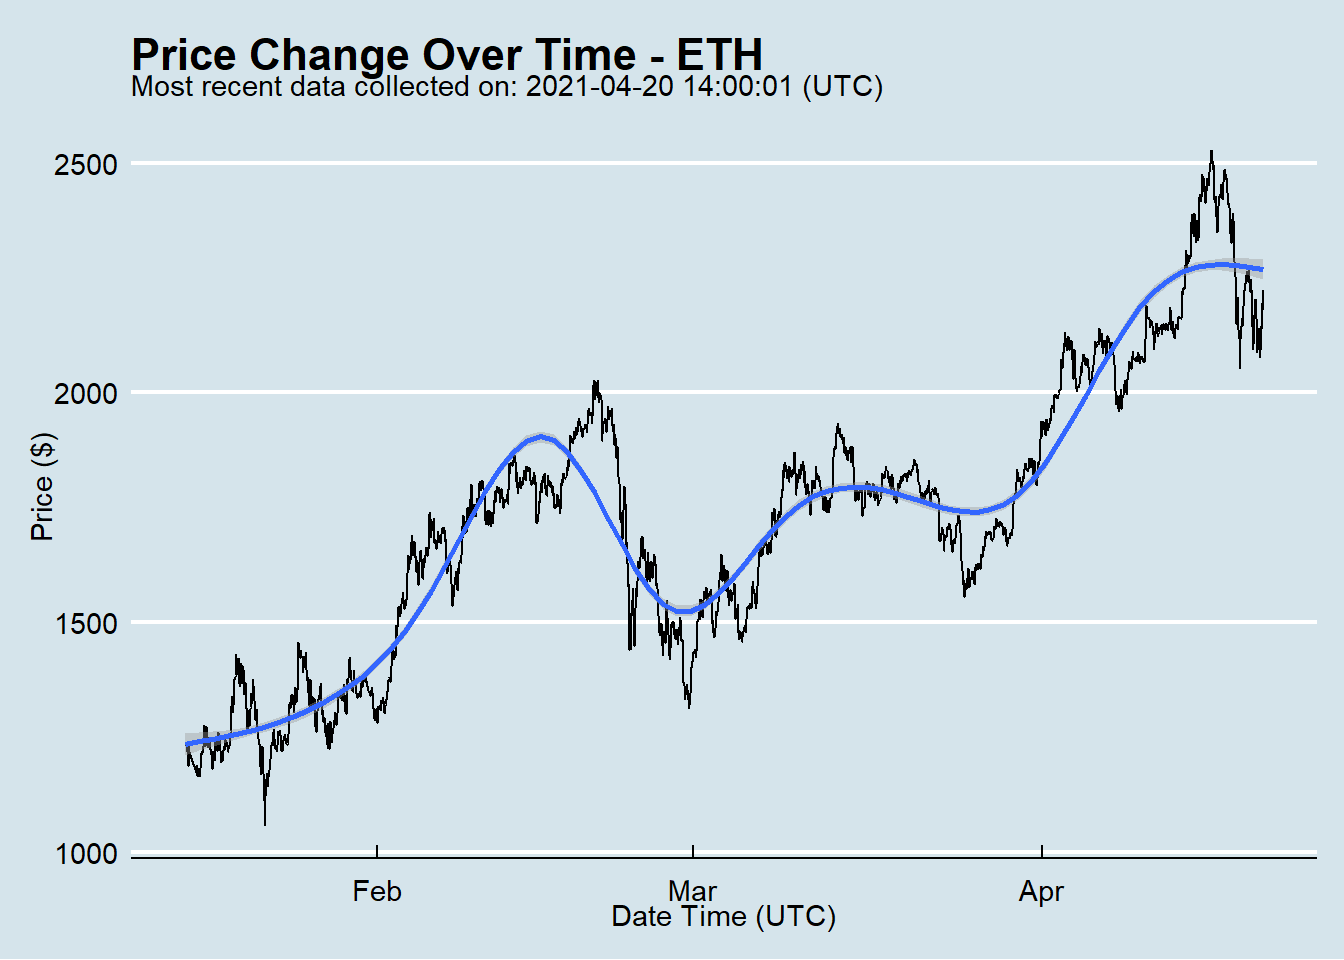 Price Change Over Time - ETH
Most recent data collected on: 2021-04-20 14:00:01 (UTC)
2500
2000
1500
1000
Price ($)
Feb
Mar
Apr
Date Time (UTC)